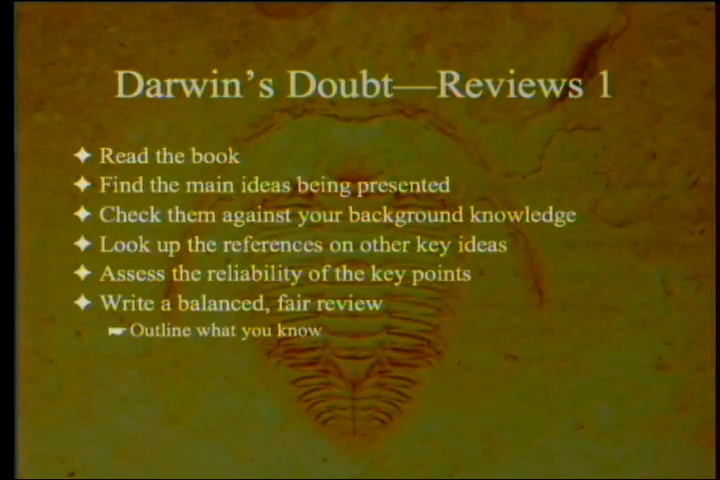 Darwin's Doubt—Reviews 1
Read the book
Find the main ideas being presented
Check them against your background knowledge
Look up the references on other key ideas
Assess the reliability of the key points
Write a balanced, fair review
Outline what you know